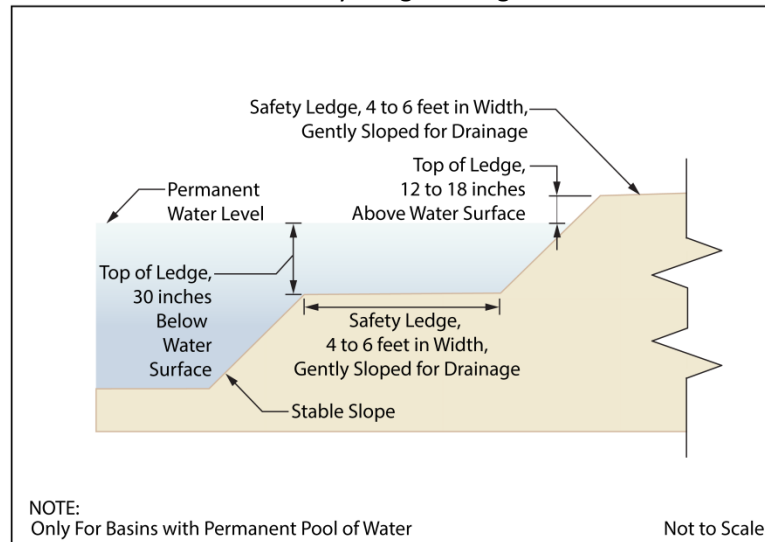 Safety Ledge, 4 to 6 feet in Width,
Gently Sloped for Drainage
Top of Ledge,
12 to 18 inches
Above Water Surface
Permanent
Water Level
Top of Ledge,
30 inches
Below
Water
Surface
Safety Ledge,
4 to 6 feet in Width,
Gently Sloped for Drainage
Stable Slope
NOTE:
Only For Basins with Permanent Pool of Water
Not to Scale